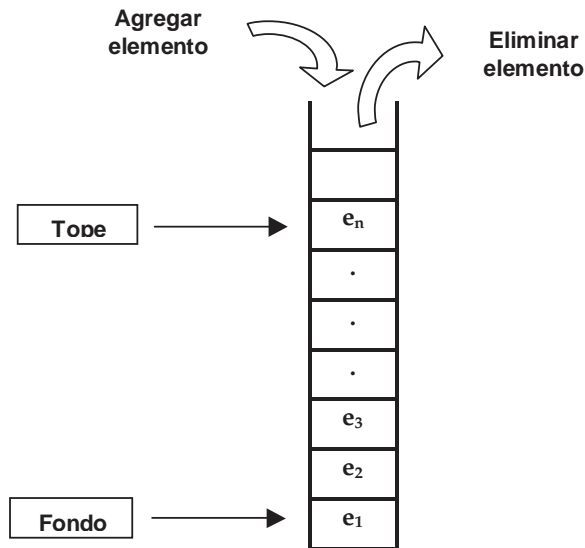 Agregar
elemento
Eliminar
elemento
Tope
eₙ
.
.
.
e₃
e₂
Fondo
e₁